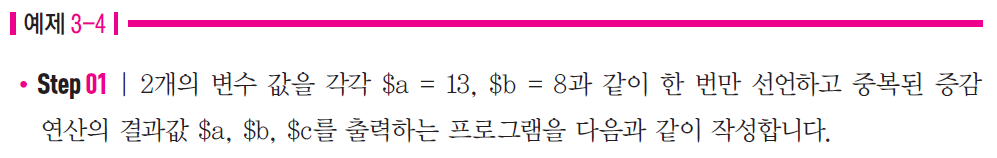 예제 3-4
• Step 01 | 2개의 변수 값을 각각 $a = 13, $b = 8과 같이 한 번만 선언하고 중복된 증감
연산의 결과값 $a, $b, $c를 출력하는 프로그램을 다음과 같이 작성합니다.